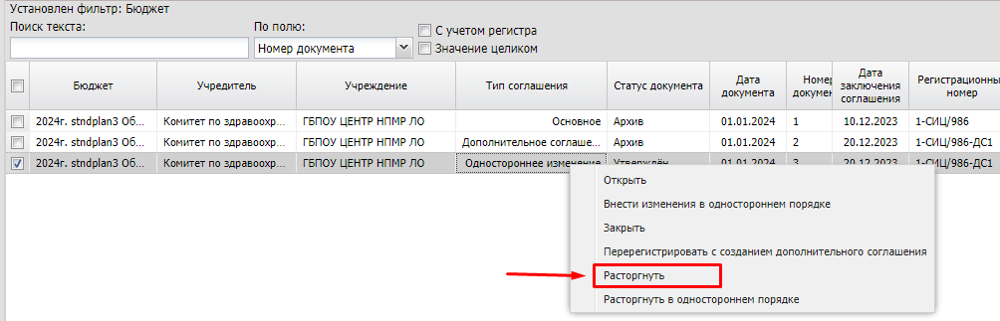 Установлен фильтр: Бюджет
Поиск текста: По полю: С учетом регистра
Номер документа Значение целиком
Бюджет Учредитель Учреждение Тип соглашения Статус документа Дата документа Номер документа Дата заключения соглашения Регистрационный номер
2024г. stndplan3 Об... Комитет по здравоохр... ГБПОУ ЦЕНТР НПМР ЛО Основное Архив 01.01.2024 1 10.12.2023 1-СИЦ/986
2024г. stndplan3 Об... Комитет по здравоохр... ГБПОУ ЦЕНТР НПМР ЛО Дополнительное соглаше... Архив 01.01.2024 2 20.12.2023 1-СИЦ/986-ДС1
2024г. stndplan3 Об... Комитет по здравоохр... ГБПОУ ЦЕНТР НПМР ЛО Одностороннее изменение Утверждён 01.01.2024 3 20.12.2023 1-СИЦ/986-ДС1
Открыть
Внести изменения в одностороннем порядке
Закрыть
Перерегистрировать с созданием дополнительного соглашения
Расторгнуть
Расторгнуть в одностороннем порядке